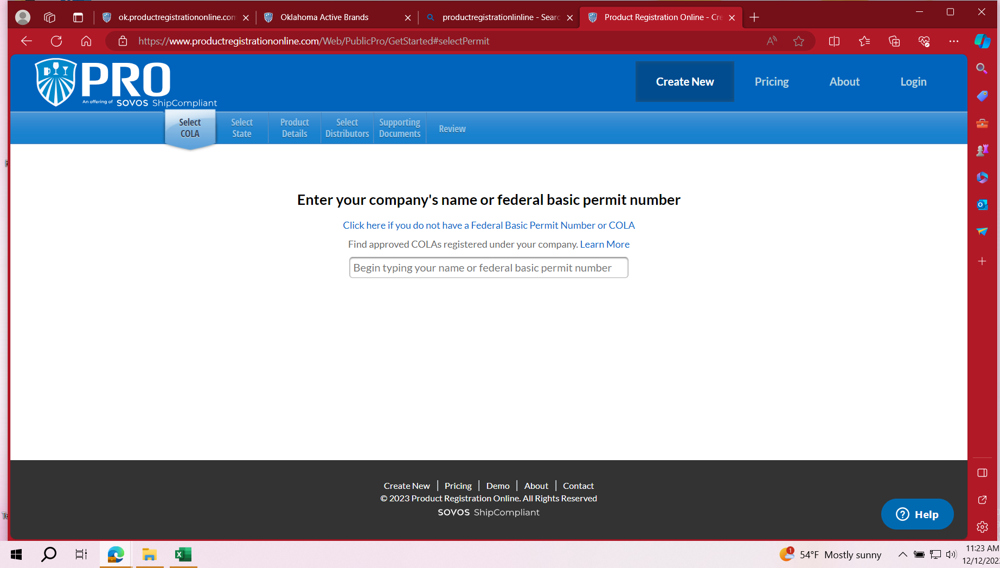 ok.productregistrationonline.com
Oklahoma Active Brands
productregistrationlinline - Searc
Product Registration Online - Cre
https://www.productregistrationonline.com/Web/PublicPro/GetStarted#selectPermit
PRO
An offering of SOVOS ShipCompliant
Create New
Pricing
About
Login
Select COLA
Select State
Product Details
Select Distributors
Supporting Documents
Review
Enter your company's name or federal basic permit number
Click here if you do not have a Federal Basic Permit Number or COLA
Find approved COLAs registered under your company. Learn More
Begin typing your name or federal basic permit number
Create New | Pricing | Demo | About | Contact
© 2023 Product Registration Online. All Rights Reserved
SOVOS ShipCompliant
? Help
1
54°F Mostly sunny
11:23 AM
12/12/202